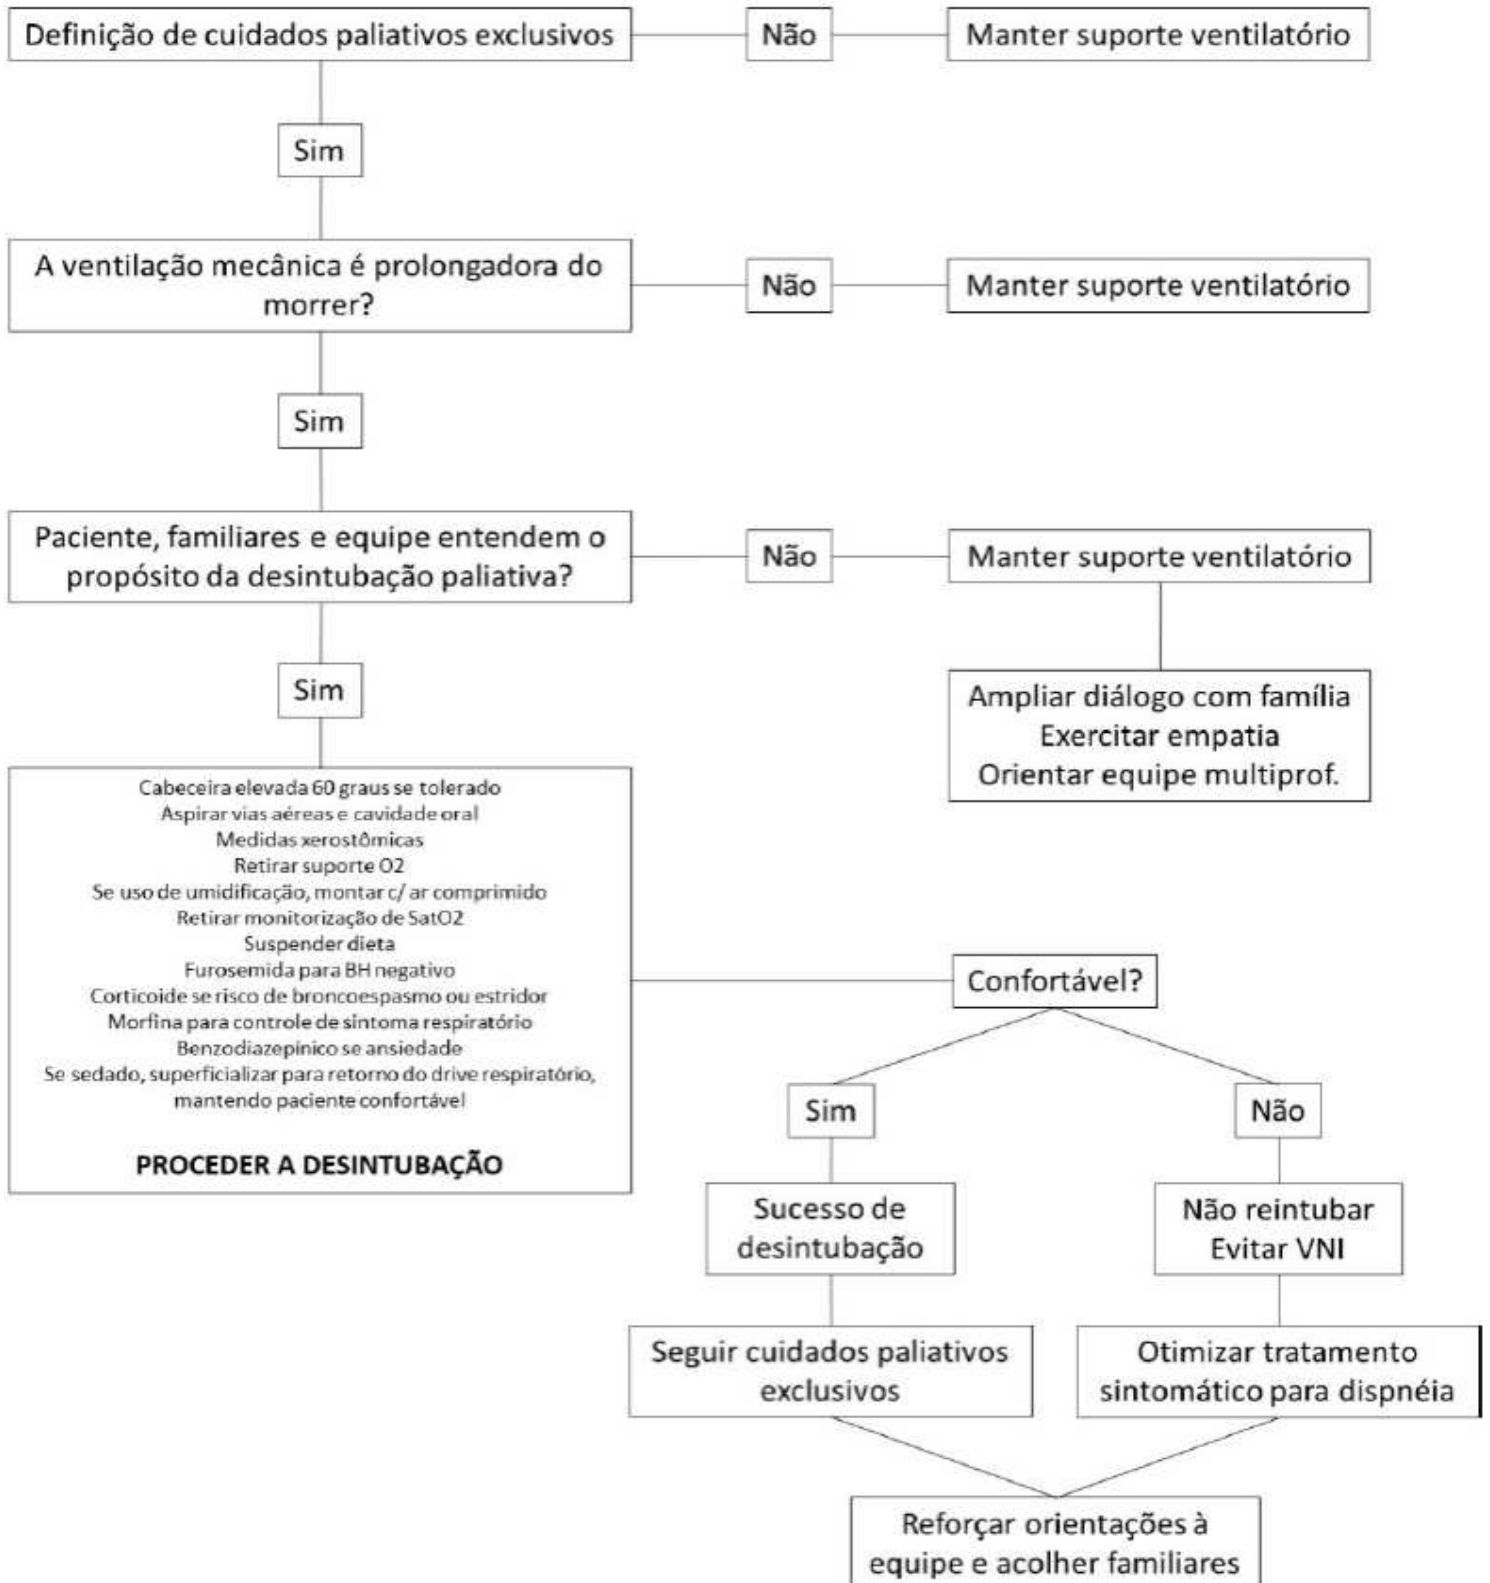 Definição de cuidados paliativos exclusivos
Não
Manter suporte ventilatório
Sim
A ventilação mecânica é prolongadora do
morrer?
Não
Manter suporte ventilatório
Sim
Paciente, familiares e equipe entendem o
propósito da desintubação paliativa?
Não
Manter suporte ventilatório
Ampliar diálogo com família
Exercitar empatia
Orientar equipe multiprof.
Sim
Cabeceira elevada 60 graus se tolerado
Aspirar vias aéreas e cavidade oral
Medidas xerostômicas
Retirar suporte O2
Se uso de umidificação, montar c/ ar comprimido
Retirar monitorização de SatO2
Suspender dieta
Furosemida para BH negativo
Corticoide se risco de broncoespasmo ou estridor
Morfina para controle de sintoma respiratório
Benzodiazepínico se ansiedade
Se sedado, superficializar para retorno do drive respiratório,
mantendo paciente confortável
PROCEDER A DESINTUBAÇÃO
Confortável?
Sim
Não
Sucesso de
desintubação
Não reintubar
Evitar VNI
Seguir cuidados paliativos
exclusivos
Otimizar tratamento
sintomático para dispnéia
Reforçar orientações à
equipe e acolher familiares